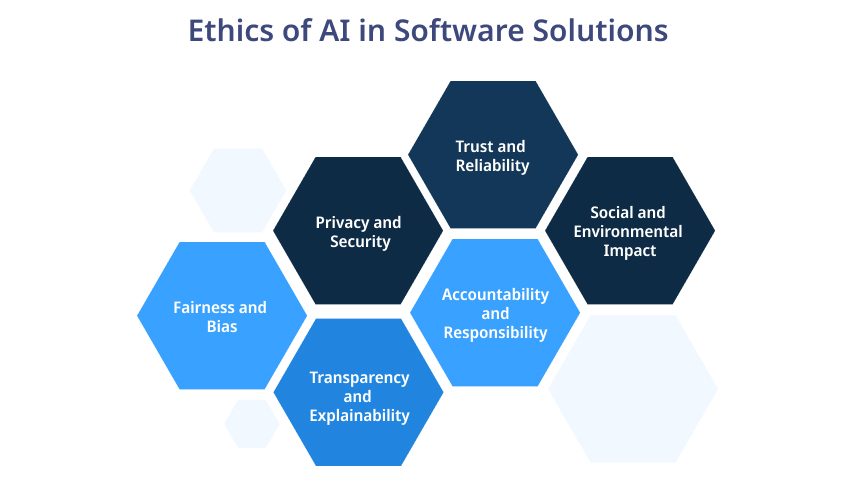 Ethics of AI in Software Solutions
Trust and
Reliability
Privacy and
Security
Social and
Environmental
Impact
Fairness and
Bias
Accountability
and
Responsibility
Transparency
and
Explainability